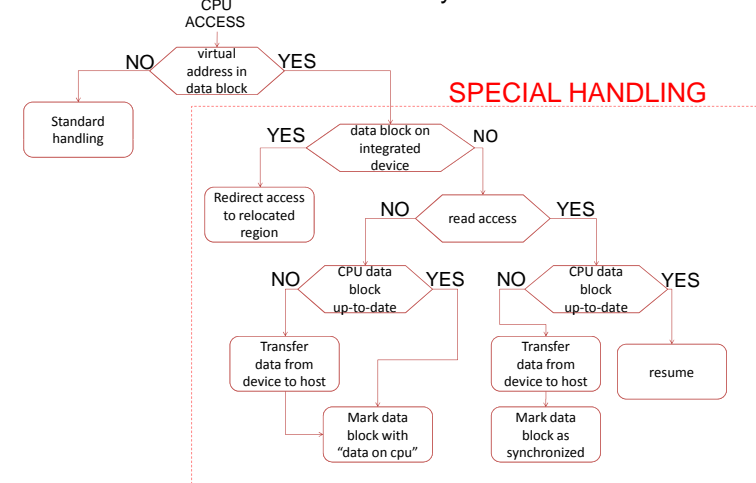 CPU
ACCESS
virtual
address in
data block
NO
YES
SPECIAL HANDLING
Standard
handling
data block on
integrated
device
YES
NO
Redirect access
to relocated
region
read access
NO
YES
CPU data
block
up-to-date
NO
YES
CPU data
block
up-to-date
NO
YES
Transfer
data from
device to host
Transfer
data from
device to host
resume
Mark data
block with
“data on cpu”
Mark data
block as
synchronized